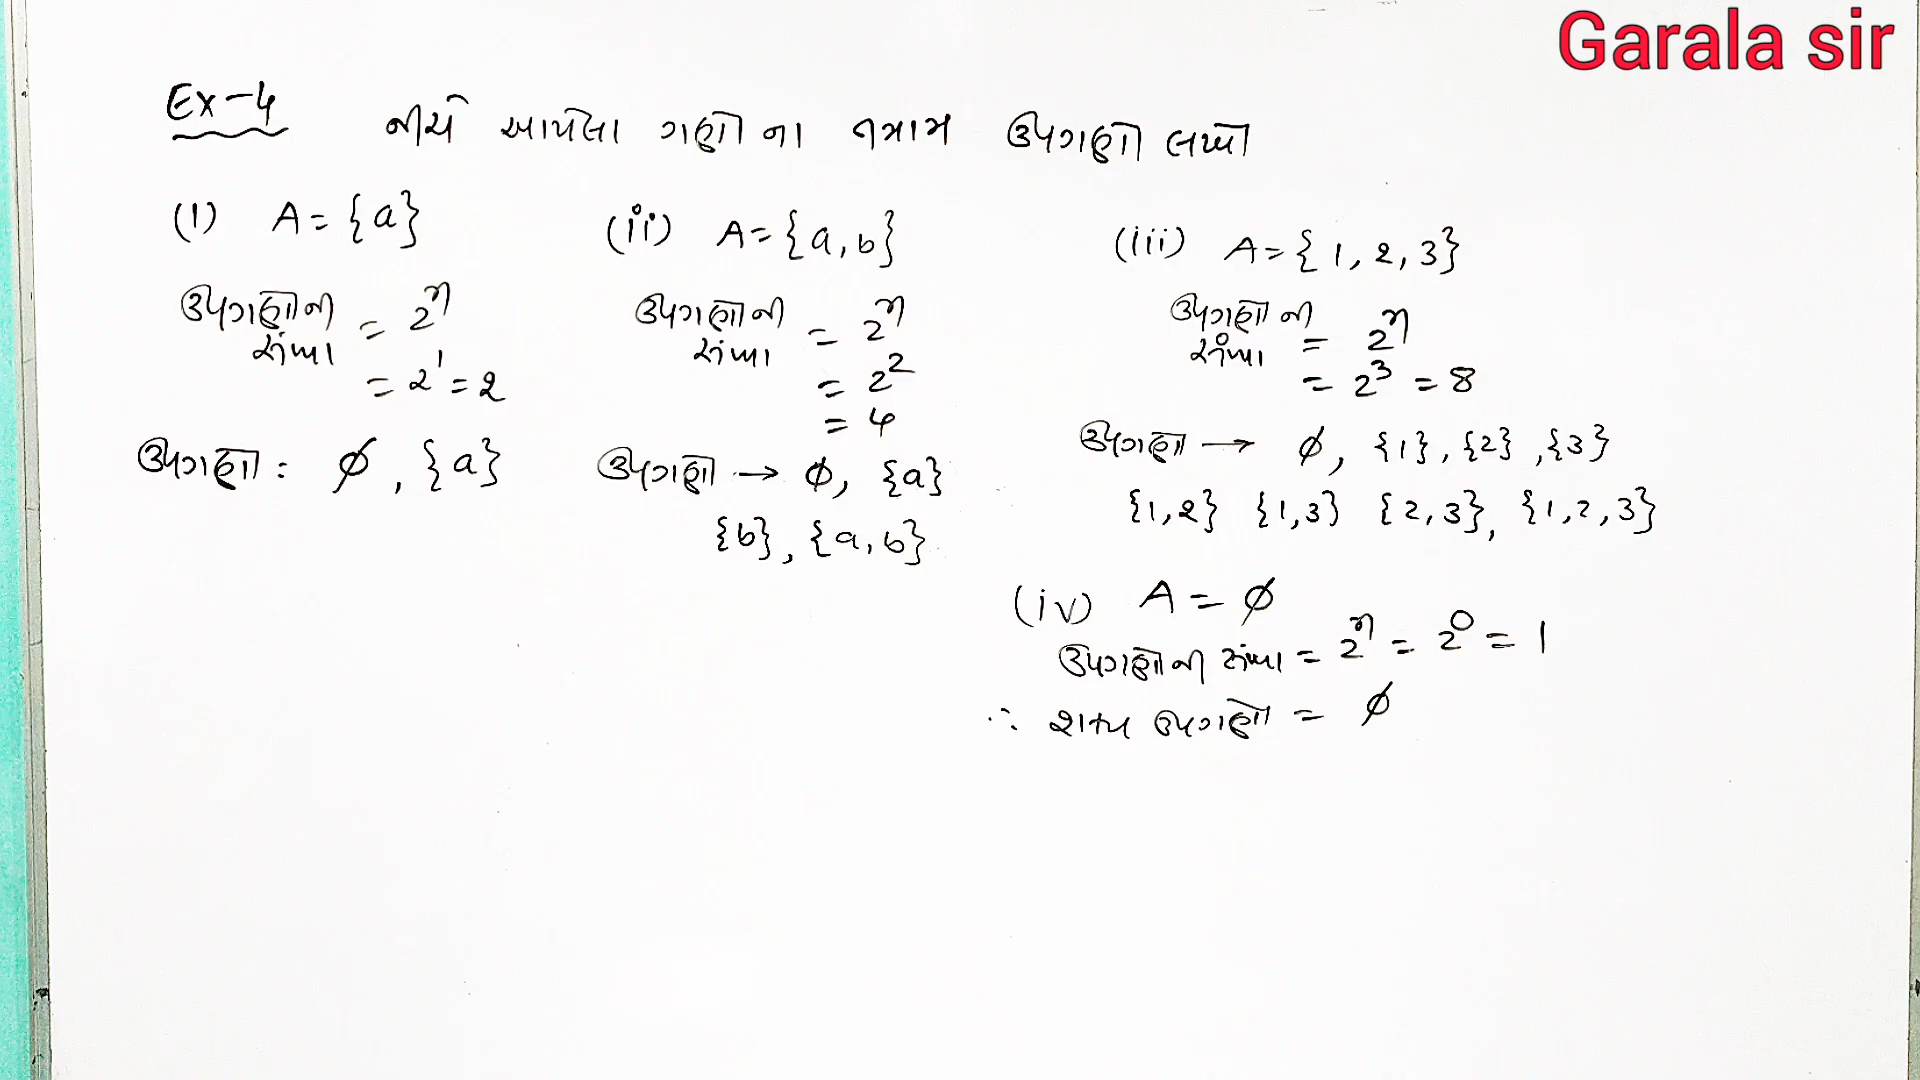 Garala sir
Ex-4 નીચે આપેલા ગણોના તમામ ઉપગણો લખો
(1) A = {a}
ઉપગણોની સંખ્યા = 2ⁿ
= 2¹ = 2
ઉપગણો : ∅, {a}
(ii) A = {a, b}
ઉપગણોની સંખ્યા = 2ⁿ
= 2²
= 4
ઉપગણો → ∅, {a}
{b}, {a, b}
(iii) A = {1, 2, 3}
ઉપગણોની સંખ્યા = 2ⁿ
= 2³ = 8
ઉપગણો → ∅, {1}, {2}, {3}
{1, 2} {1, 3} {2, 3}, {1, 2, 3}
(iv) A = ∅
ઉપગણોની સંખ્યા = 2ⁿ = 2⁰ = 1
∴ શક્ય ઉપગણો = ∅